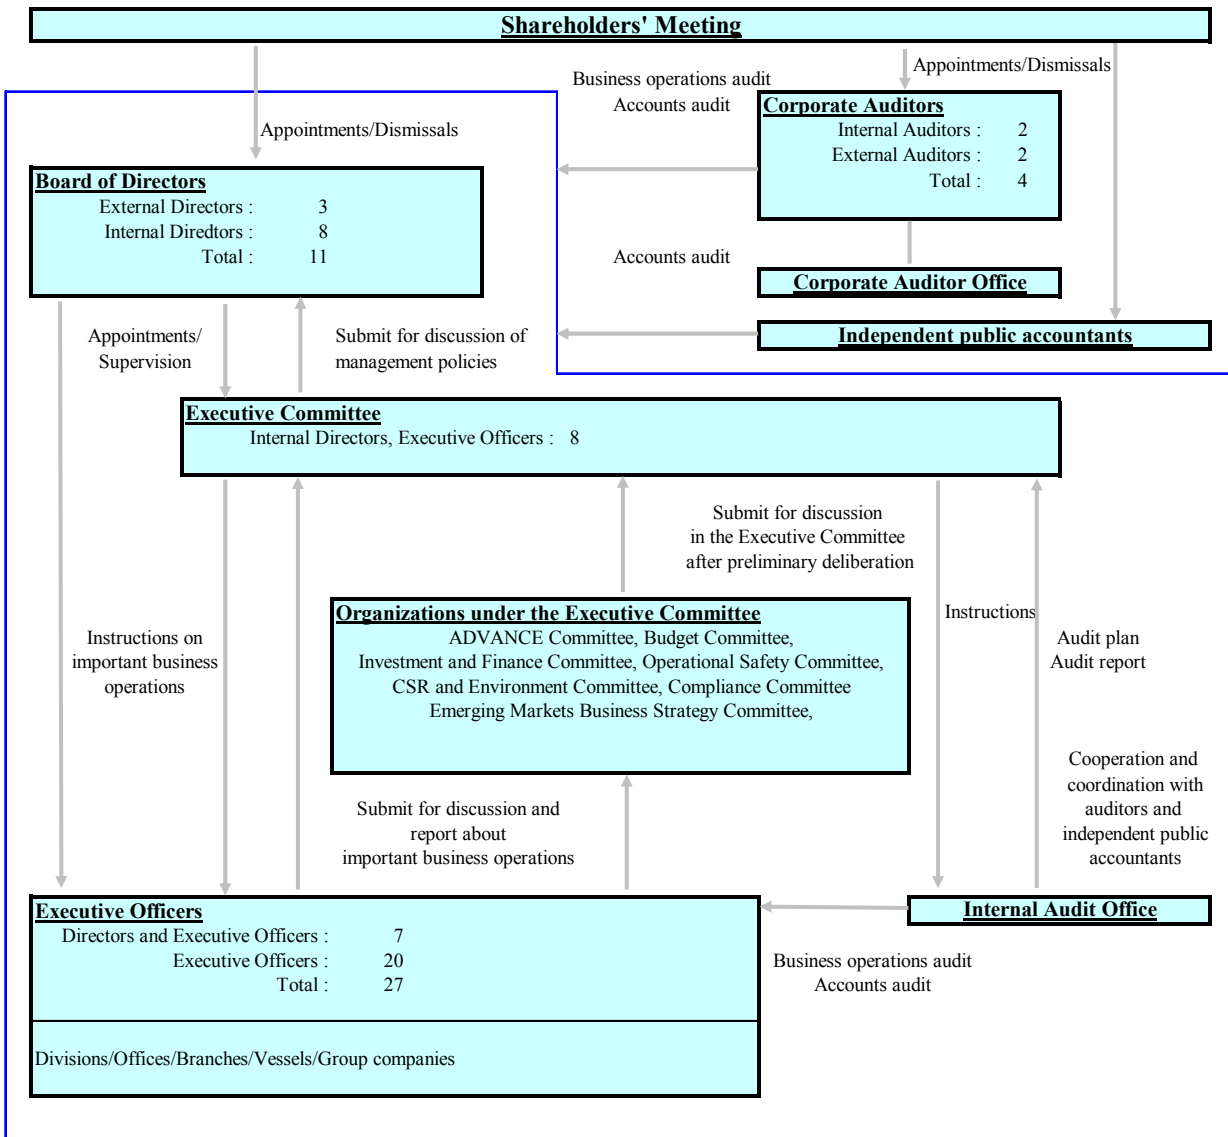 Shareholders' Meeting
Appointments/Dismissals
Business operations audit
Accounts audit
Corporate Auditors
Internal Auditors : 2
External Auditors : 2
Total : 4
Appointments/Dismissals
Board of Directors
External Directors : 3
Internal Diredtors : 8
Total : 11
Accounts audit
Corporate Auditor Office
Independent public accountants
Appointments/
Supervision
Submit for discussion of
management policies
Executive Committee
Internal Directors, Executive Officers : 8
Submit for discussion
in the Executive Committee
after preliminary deliberation
Organizations under the Executive Committee
ADVANCE Committee, Budget Committee,
Investment and Finance Committee, Operational Safety Committee,
CSR and Environment Committee, Compliance Committee
Emerging Markets Business Strategy Committee,
Instructions
Instructions on
important business
operations
Audit plan
Audit report
Cooperation and
coordination with
auditors and
independent public
accountants
Submit for discussion and
report about
important business operations
Executive Officers
Directors and Executive Officers : 7
Executive Officers : 20
Total : 27
Internal Audit Office
Business operations audit
Accounts audit
Divisions/Offices/Branches/Vessels/Group companies